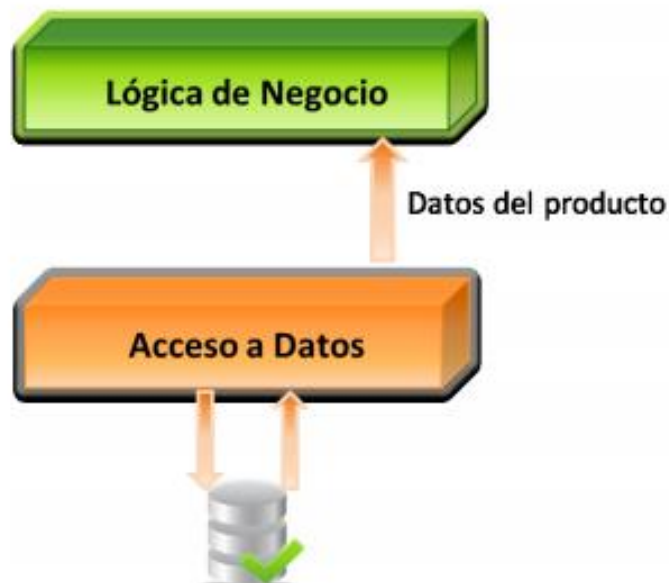 Lógica de Negocio
Datos del producto
Acceso a Datos